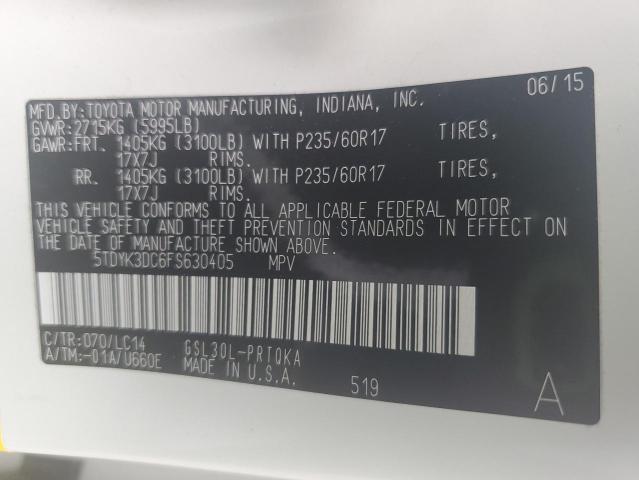 MFD.BY:TOYOTA MOTOR MANUFACTURING, INDIANA, INC. 06/15
GVWR:2715KG (5995LB)
GAWR:FRT. 1405KG (3100LB) WITH P235/60R17 TIRES,
17X7J RIMS.
RR. 1405KG (3100LB) WITH P235/60R17 TIRES,
17X7J RIMS.
THIS VEHICLE CONFORMS TO ALL APPLICABLE FEDERAL MOTOR
VEHICLE SAFETY AND THEFT PREVENTION STANDARDS IN EFFECT ON
THE DATE OF MANUFACTURE SHOWN ABOVE.
5TDYK3DC6FS630405 MPV
C/TR:070/LC14 GSL30L-PRTQKA
A/TM:-01A/U660E MADE IN U.S.A.
519 A